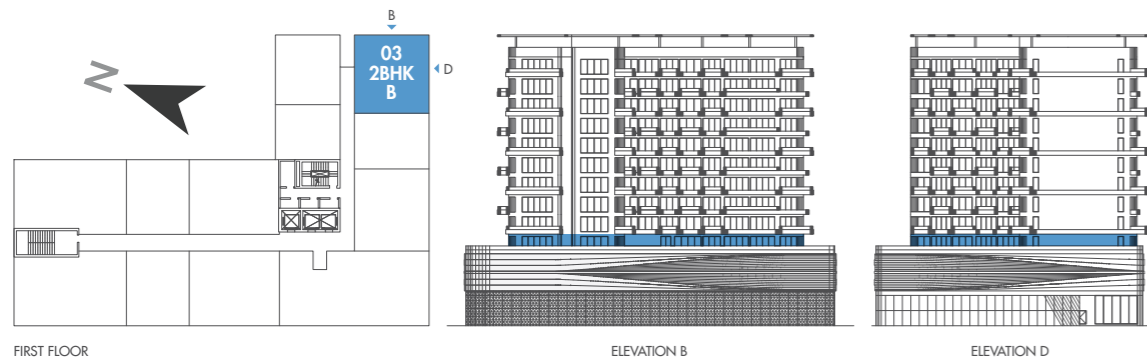 B
03
2BHK
B
D
N
FIRST FLOOR
ELEVATION B
ELEVATION D